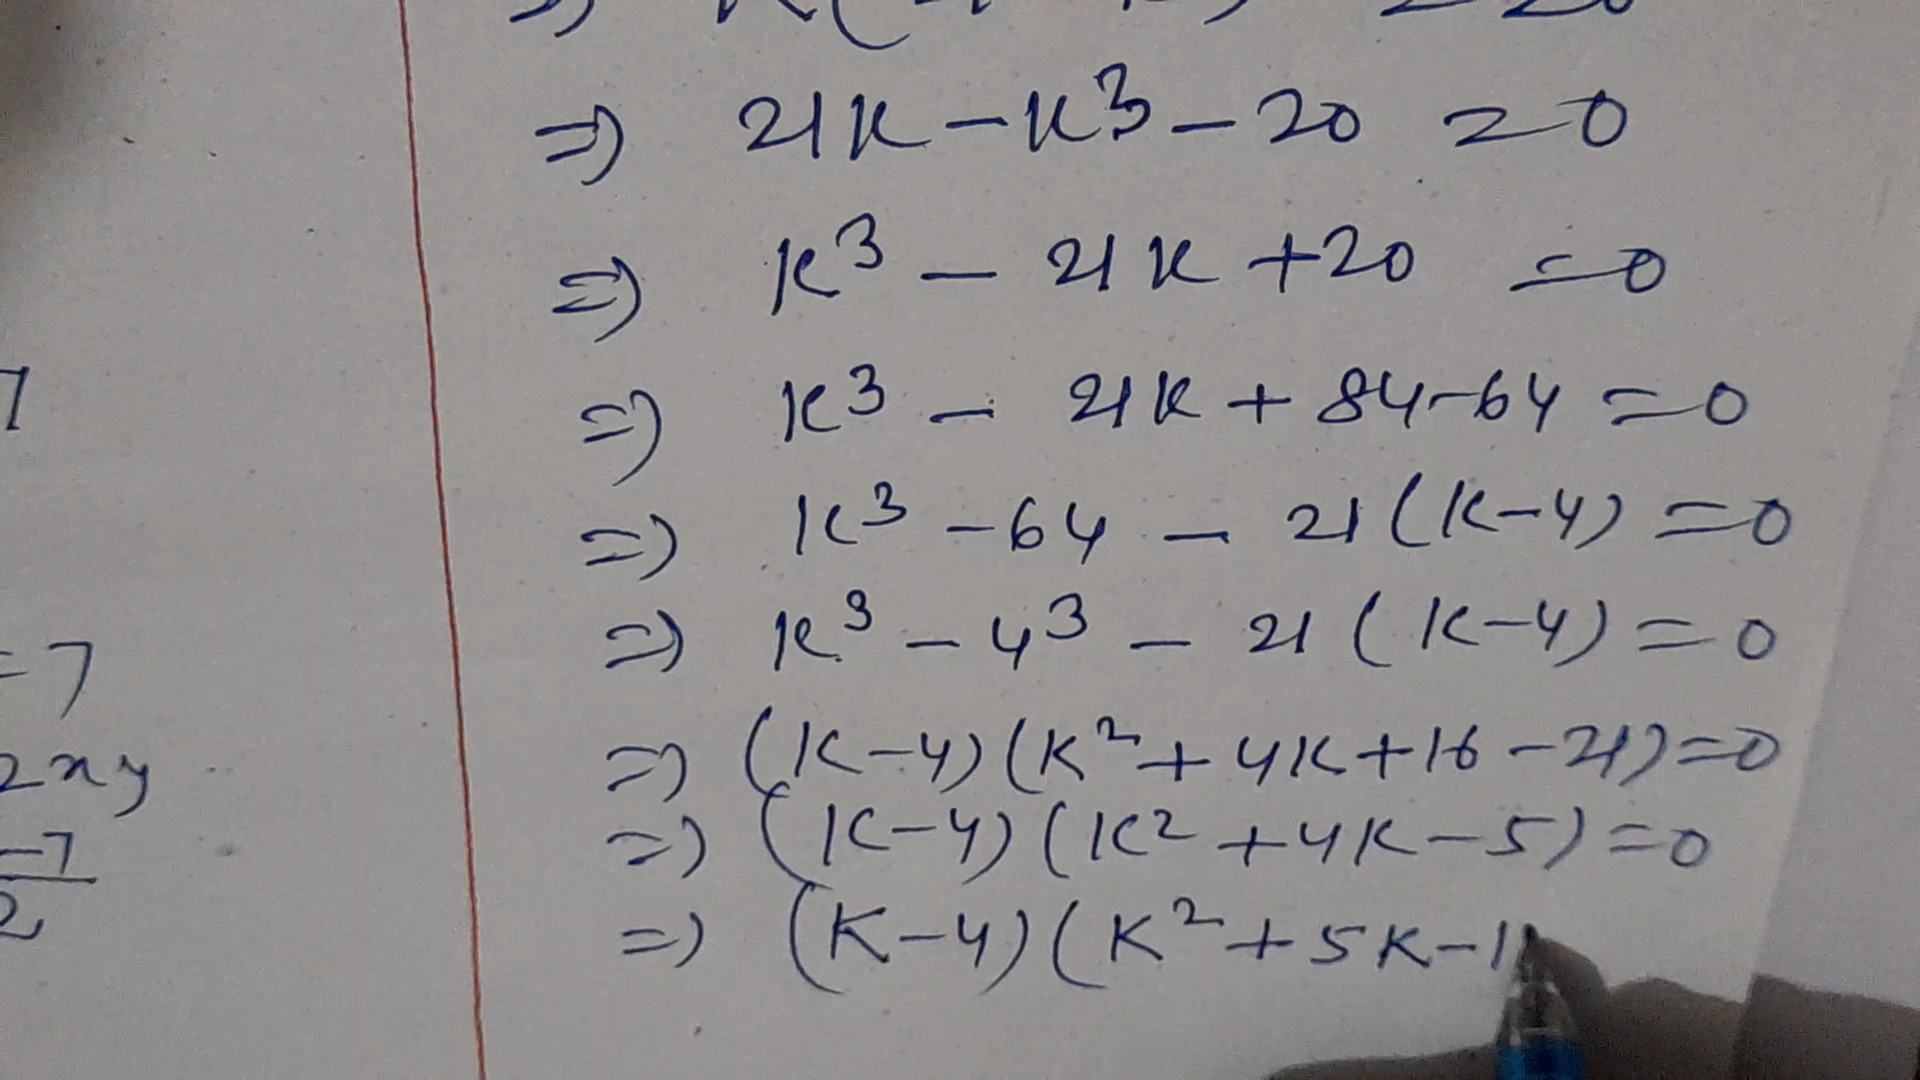 => 21K - K³ - 20 = 0
=> K³ - 21K + 20 = 0
=> K³ - 21K + 84 - 64 = 0
=> K³ - 64 - 21(K-4) = 0
=> K³ - 4³ - 21(K-4) = 0
=> (K-4)(K² + 4K + 16 - 21) = 0
=> (K-4)(K² + 4K - 5) = 0
=> (K-4)(K² + 5K - 1
7
= 7
2xy
-7
2